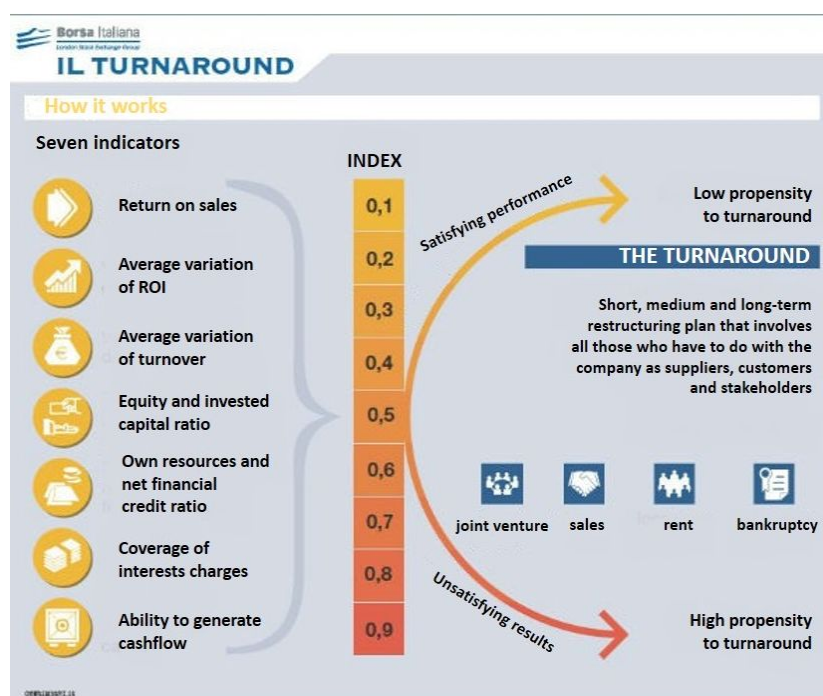 Borsa Italiana
London Stock Exchange Group
IL TURNAROUND
How it works
Seven indicators
Return on sales
Average variation
of ROI
Average variation
of turnover
Equity and invested
capital ratio
Own resources and
net financial
credit ratio
Coverage of
interests charges
Ability to generate
cashflow
INDEX
0,1
0,2
0,3
0,4
0,5
0,6
0,7
0,8
0,9
Satisfying performance
Unsatisfying results
Low propensity
to turnaround
THE TURNAROUND
Short, medium and long-term
restructuring plan that involves
all those who have to do with the
company as suppliers, customers
and stakeholders
joint venture
sales
rent
bankruptcy
High propensity
to turnaround